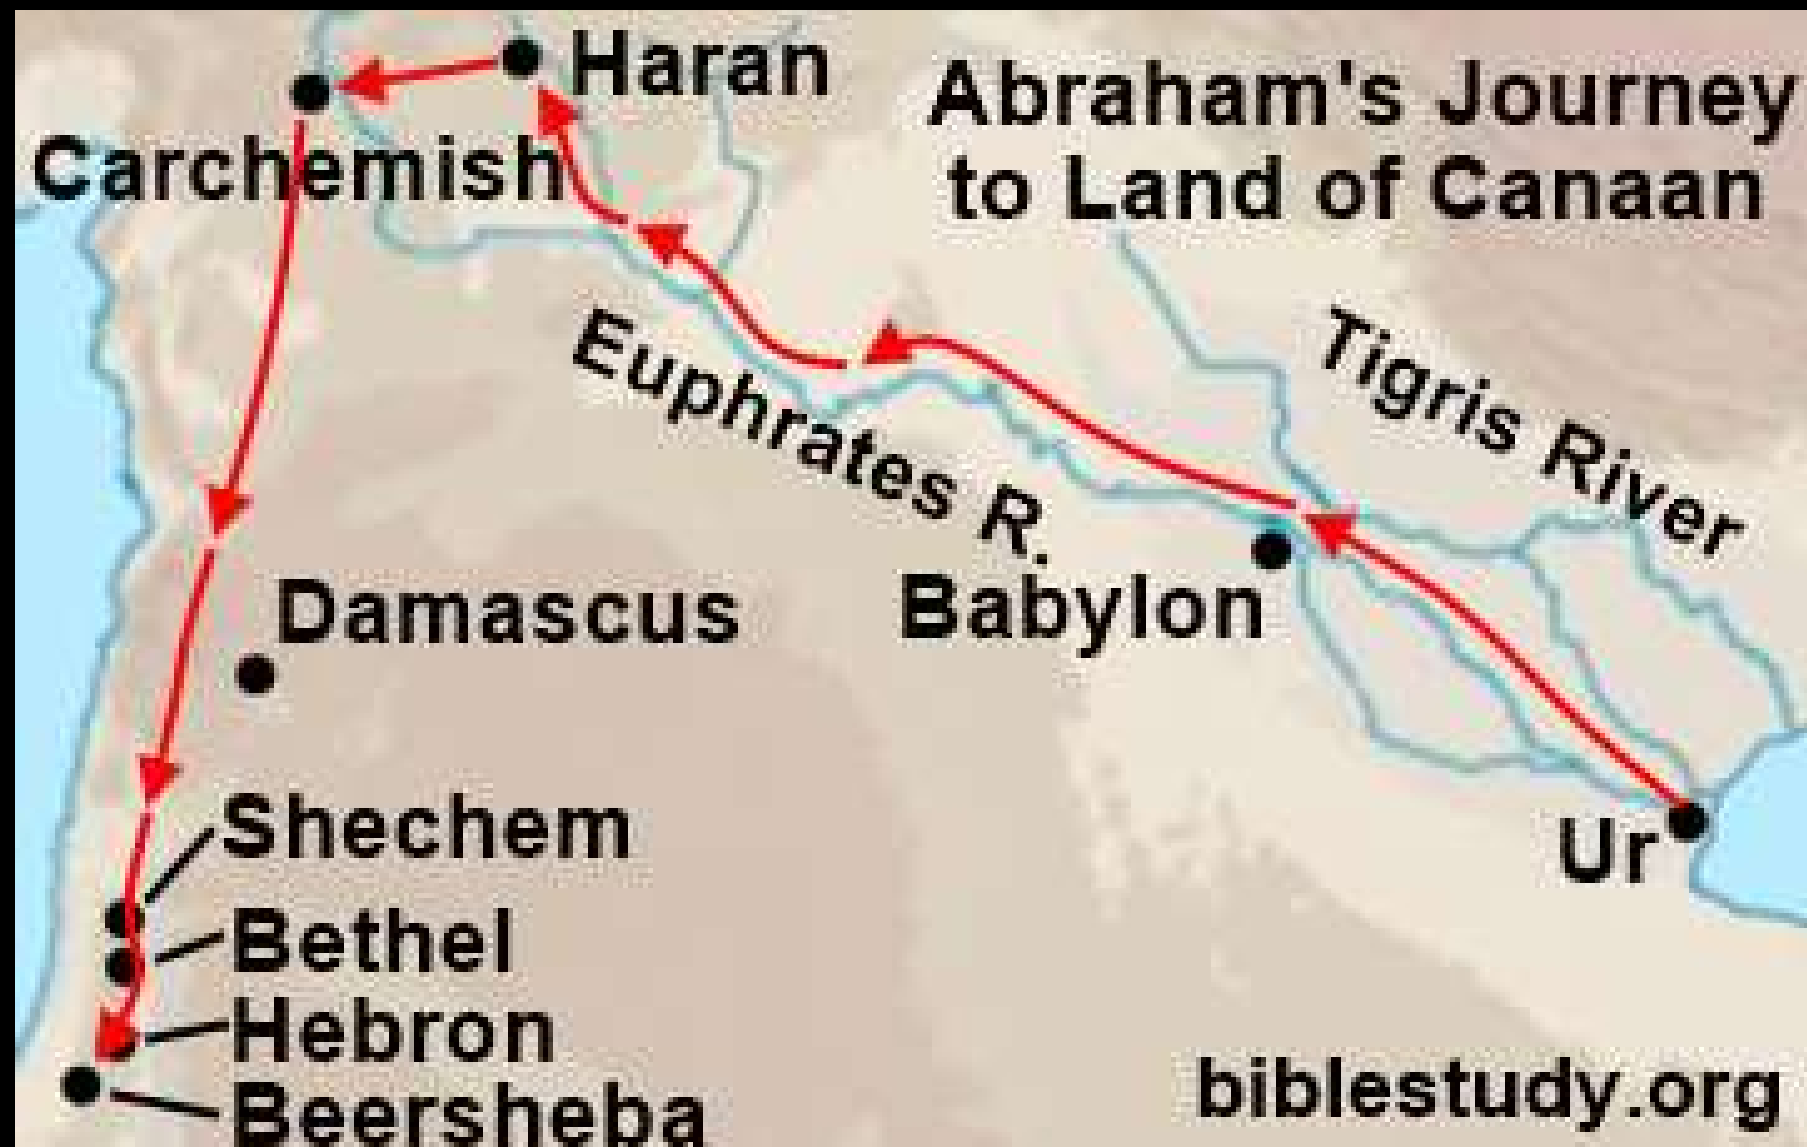 Haran
Abraham's Journey
to Land of Canaan
Carchemish
Euphrates R.
Tigris River
Damascus
Babylon
Shechem
Ur
Bethel
Hebron
Beersheba
biblestudy.org